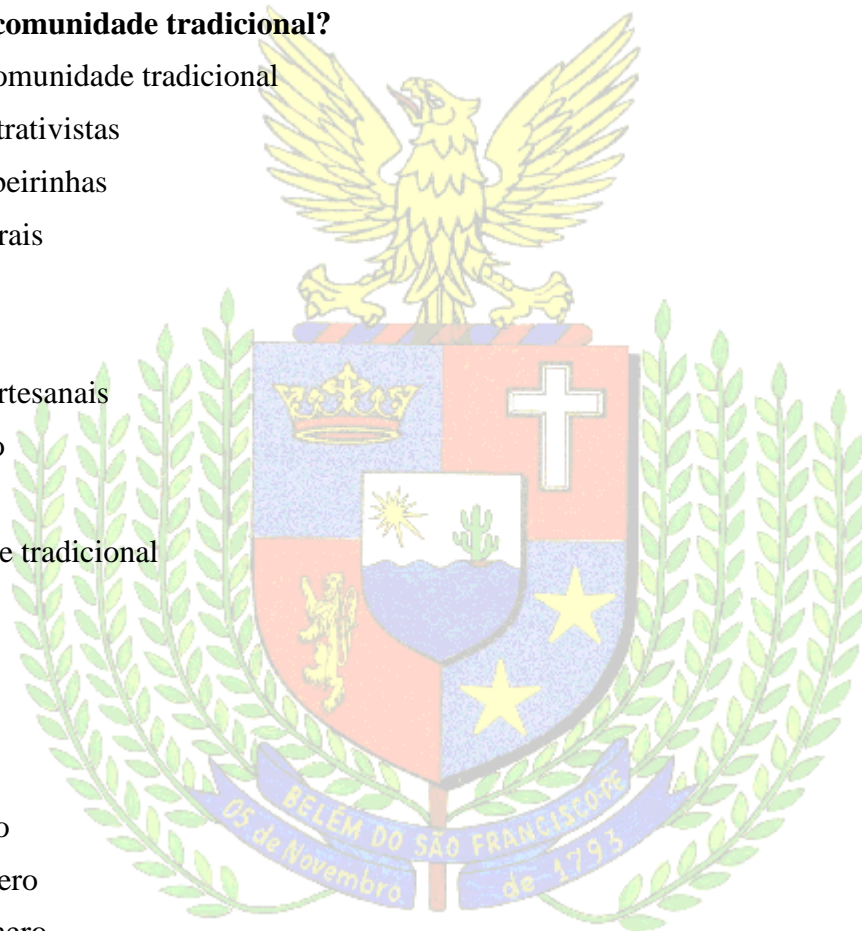 comunidade tradicional?
omunidade tradicional
trativistas
beirinhas
rais
rtesanais
o
e tradicional
BELÉM DO SÃO FRANCISCO-PE
05 de Novembro de 1793
o
ero
nero